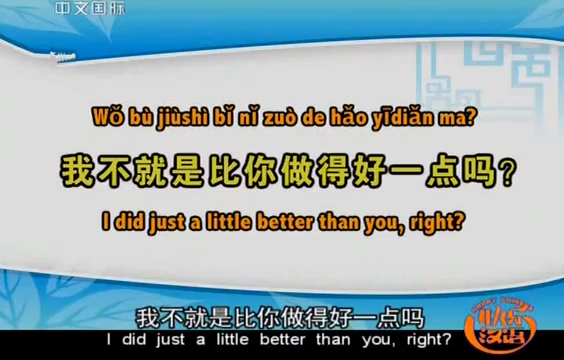 中文国际
Wǒ bù jiùshì bǐ nǐ zuò de hǎo yīdiǎn ma?
我不就是比你做得好一点吗？
I did just a little better than you, right?
我不就是比你做得好一点吗
I did just a little better than you, right?
HAPPY CHINESE
快乐汉语